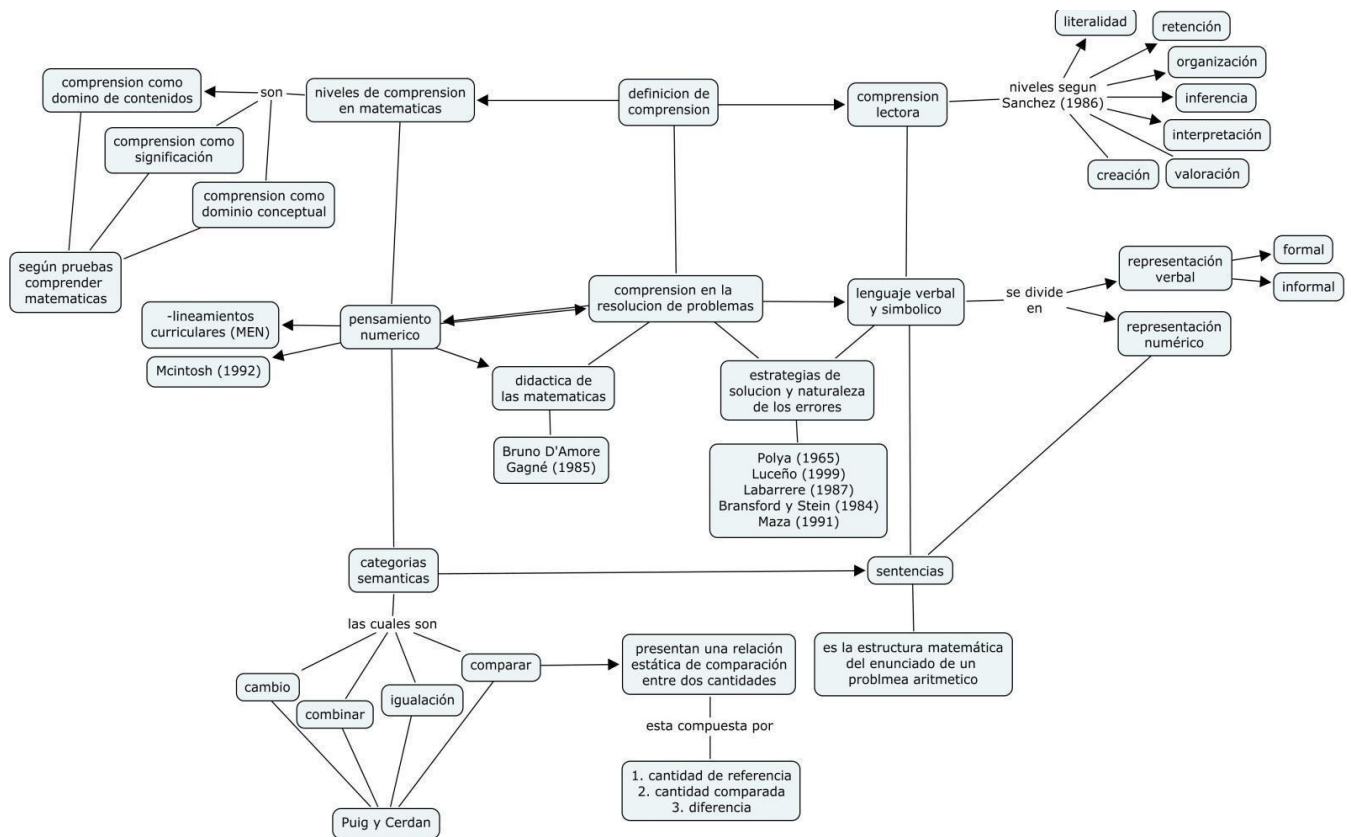 literalidad
retención
organización
niveles segun
Sanchez (1986)
inferencia
interpretación
creación
valoración
comprension como
domino de contenidos
son
niveles de comprension
en matematicas
definicion de
comprension
comprension
lectora
comprension como
significación
comprension como
dominio conceptual
según pruebas
comprender
matematicas
-lineamientos
curriculares (MEN)
Mcintosh (1992)
pensamiento
numerico
comprension en la
resolucion de problemas
lenguaje verbal
y simbolico
se divide
en
representación
verbal
formal
informal
representación
numérico
didactica de
las matematicas
Bruno D'Amore
Gagné (1985)
estrategias de
solucion y naturaleza
de los errores
Polya (1965)
Luceño (1999)
Labarrere (1987)
Bransford y Stein (1984)
Maza (1991)
categorias
semanticas
sentencias
las cuales son
cambio
combinar
igualación
comparar
presentan una relación
estática de comparación
entre dos cantidades
es la estructura matemática
del enunciado de un
problmea aritmetico
esta compuesta por
1. cantidad de referencia
2. cantidad comparada
3. diferencia
Puig y Cerdan